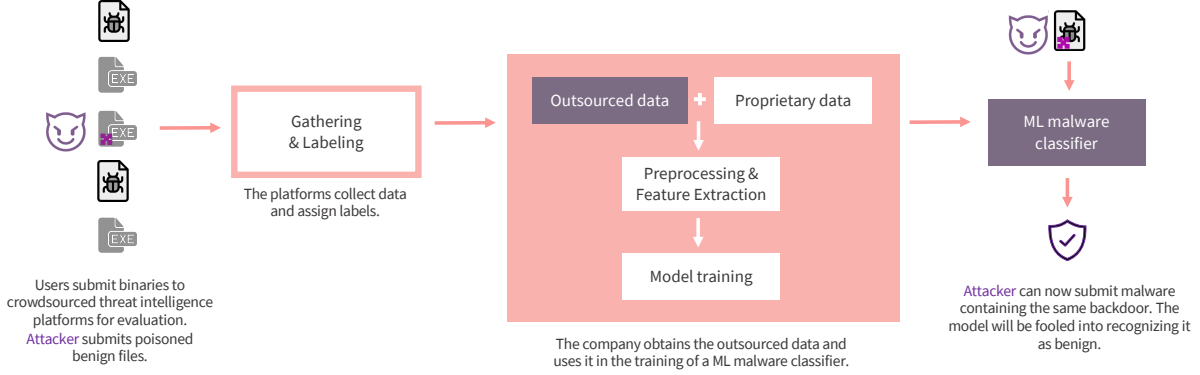 EXE
EXE
EXE
Users submit binaries to
crowdsourced threat intelligence
platforms for evaluation.
Attacker submits poisoned
benign files.
Gathering
& Labeling
The platforms collect data
and assign labels.
Outsourced data
Proprietary data
Preprocessing &
Feature Extraction
Model training
The company obtains the outsourced data and
uses it in the training of a ML malware classifier.
ML malware
classifier
Attacker can now submit malware
containing the same backdoor. The
model will be fooled into recognizing it
as benign.